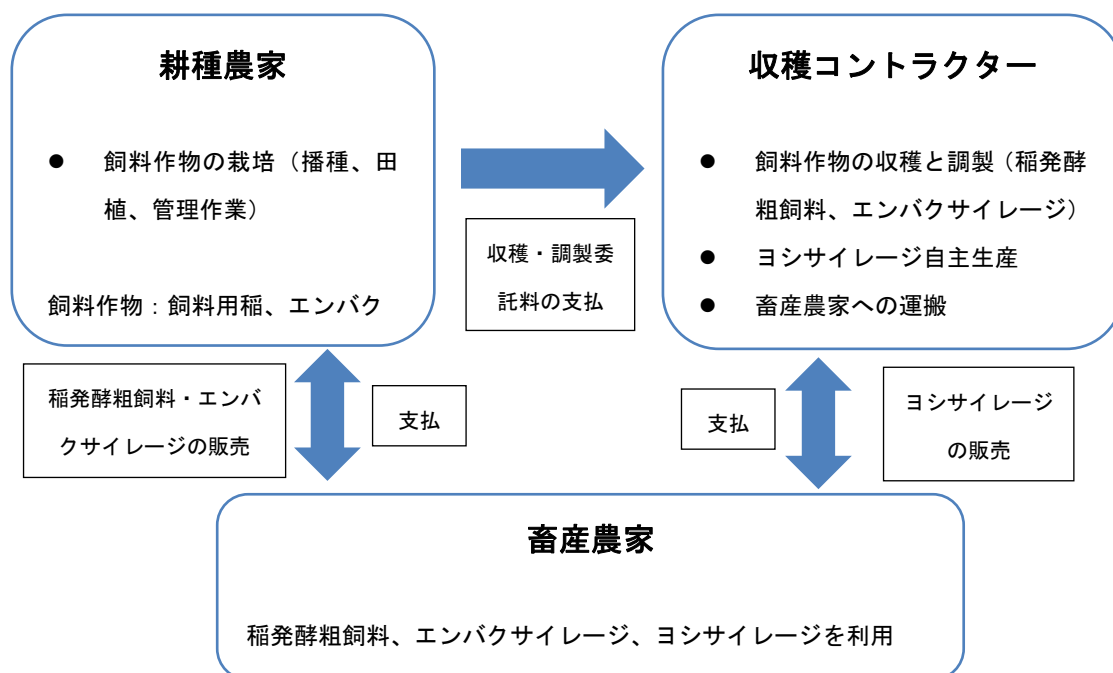 耕種農家
● 飼料作物の栽培（播種、田
植、管理作業）
飼料作物：飼料用稲、エンバク
収穫・調製委
託料の支払
収穫コントラクター
● 飼料作物の収穫と調製（稲発酵
粗飼料、エンバクサイレージ）
● ヨシサイレージ自主生産
● 畜産農家への運搬
稲発酵粗飼料・エンバ
クサイレージの販売
支払
支払
ヨシサイレージ
の販売
畜産農家
稲発酵粗飼料、エンバクサイレージ、ヨシサイレージを利用